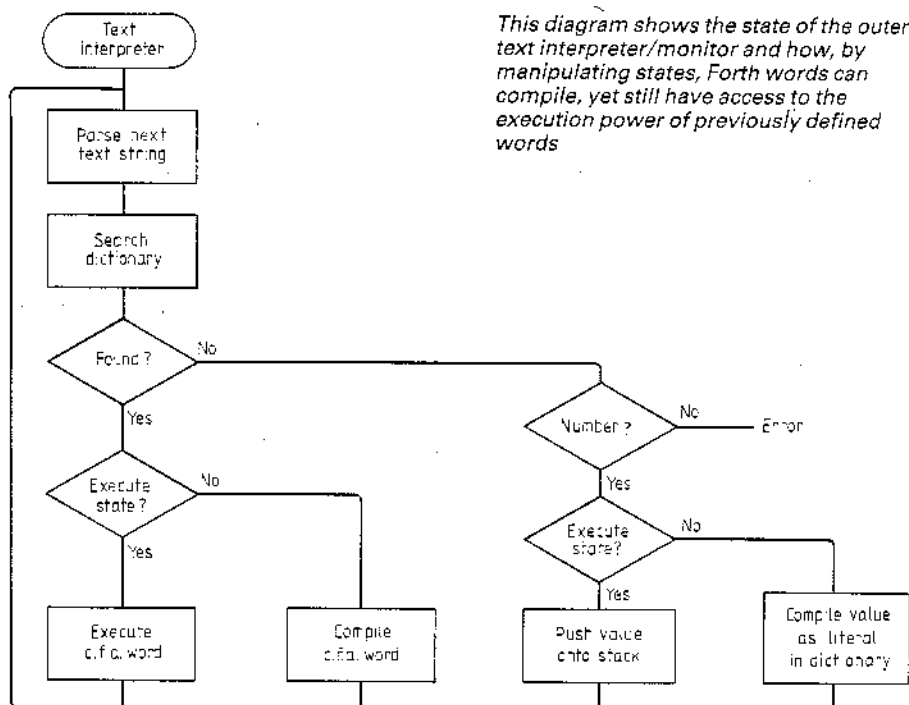 Text
interpreter
This diagram shows the state of the outer
text interpreter/monitor and how, by
manipulating states, Forth words can
compile, yet still have access to the
execution power of previously defined
words
Parse next
text string
Search
dictionary
Found?
No
Yes
Number?
No
Error
Yes
Execute
state?
No
Yes
Execute
state?
No
Yes
Execute
c.f.a. word
Compile
c.f.a. word
Push value
onto stack
Compile value
as literal
in dictionary